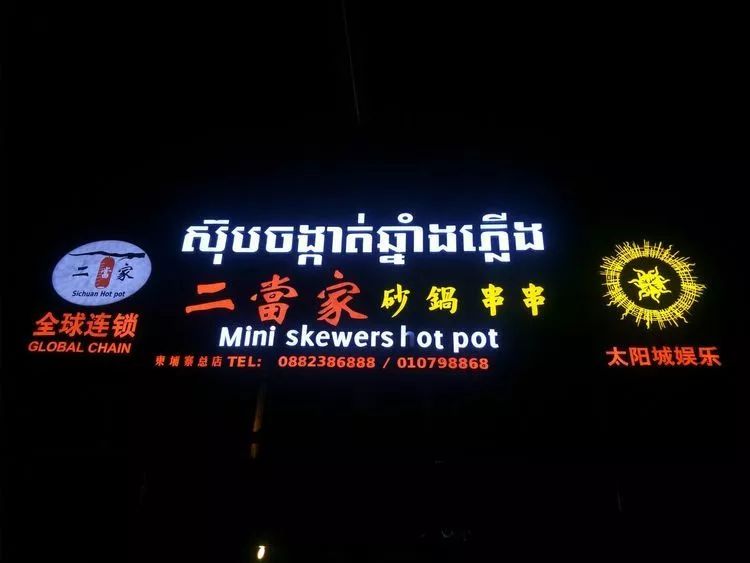 ស៊ុបចង្កាត់ឆ្នាំងភ្លើង
二當家
Sichuan Hot pot
全球连锁
GLOBAL CHAIN
二當家砂鍋串串
Mini skewers hot pot
柬埔寨总店 TEL: 0882386888 / 010798868
太阳城娱乐